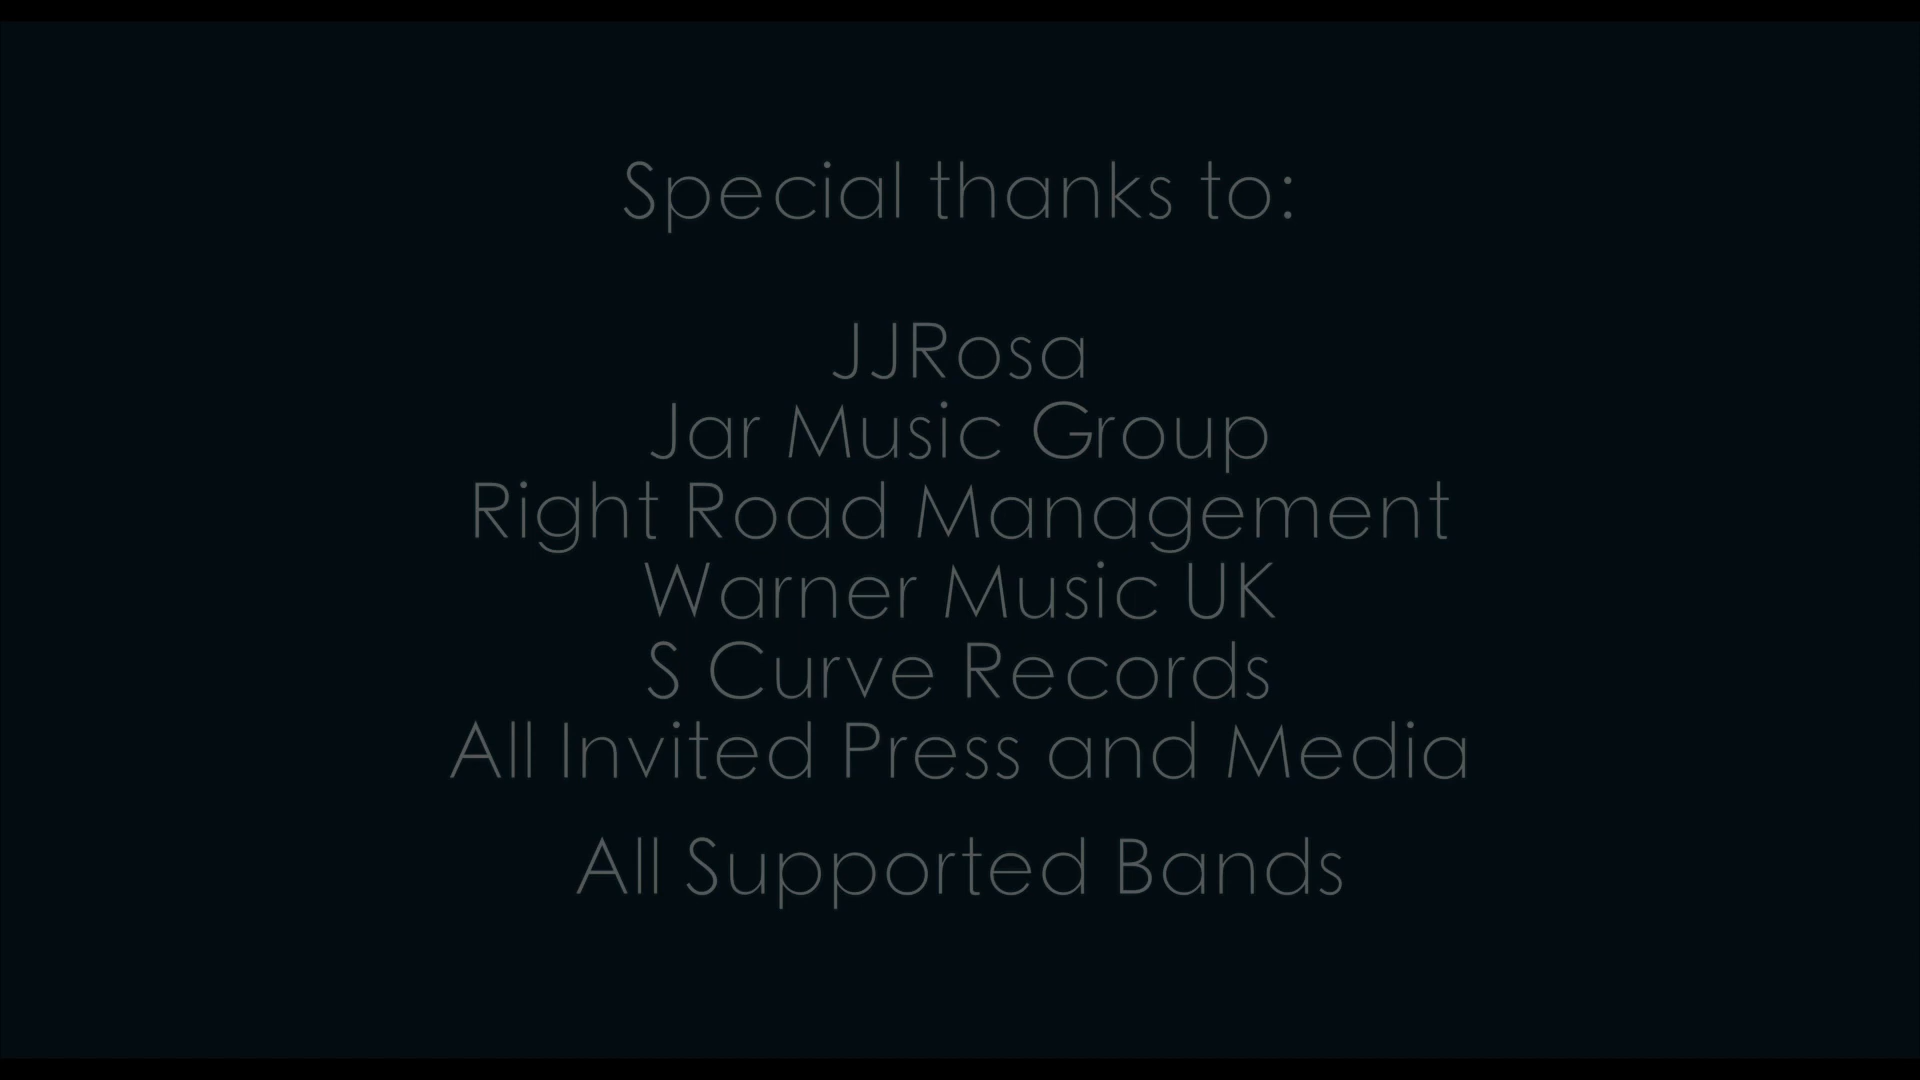 Special thanks to:
JJRosa
Jar Music Group
Right Road Management
Warner Music UK
S Curve Records
All Invited Press and Media
All Supported Bands